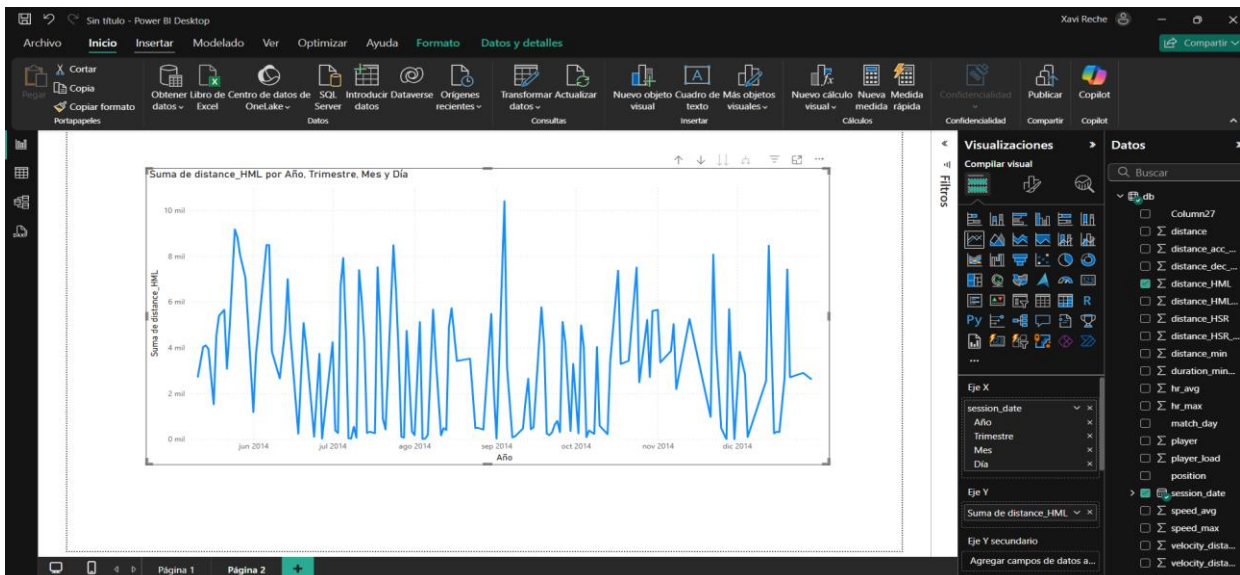 Sin título - Power BI Desktop
Xavi Reche
Archivo Inicio Insertar Modelado Ver Optimizar Ayuda Formato Datos y detalles
Compartir
Pegar
Cortar
Copia
Copiar formato
Portapapeles
Obtener datos
Libro de Excel
Centro de datos de OneLake
SQL Server
Introducir datos
Dataverse
Orígenes recientes
Datos
Transformar datos
Actualizar
Consultas
Nuevo objeto visual
Cuadro de texto
Más objetos visuales
Insertar
Nuevo cálculo visual
Nueva medida
Medida rápida
Cálculos
Confidencialidad
Confidencialidad
Publicar
Compartir
Copilot
Copilot
Suma de distance_HML por Año, Trimestre, Mes y Día
Suma de distance_HML
10 mil
8 mil
6 mil
4 mil
2 mil
0 mil
jun 2014 jul 2014 ago 2014 sep 2014 oct 2014 nov 2014 dic 2014
Año
Filtros
Visualizaciones
Compilar visual
R
Py
123
...
Eje X
session_date
Año
Trimestre
Mes
Día
Eje Y
Suma de distance_HML
Eje Y secundario
Agregar campos de datos a...
Datos
Buscar
db
Column27
distance
distance_acc_...
distance_dec_...
distance_HML
distance_HML...
distance_HSR
distance_HSR_...
distance_min
duration_min...
hr_avg
hr_max
match_day
player
player_load
position
session_date
speed_avg
speed_max
velocity_dista...
velocity_dista...
Página 1 Página 2 +